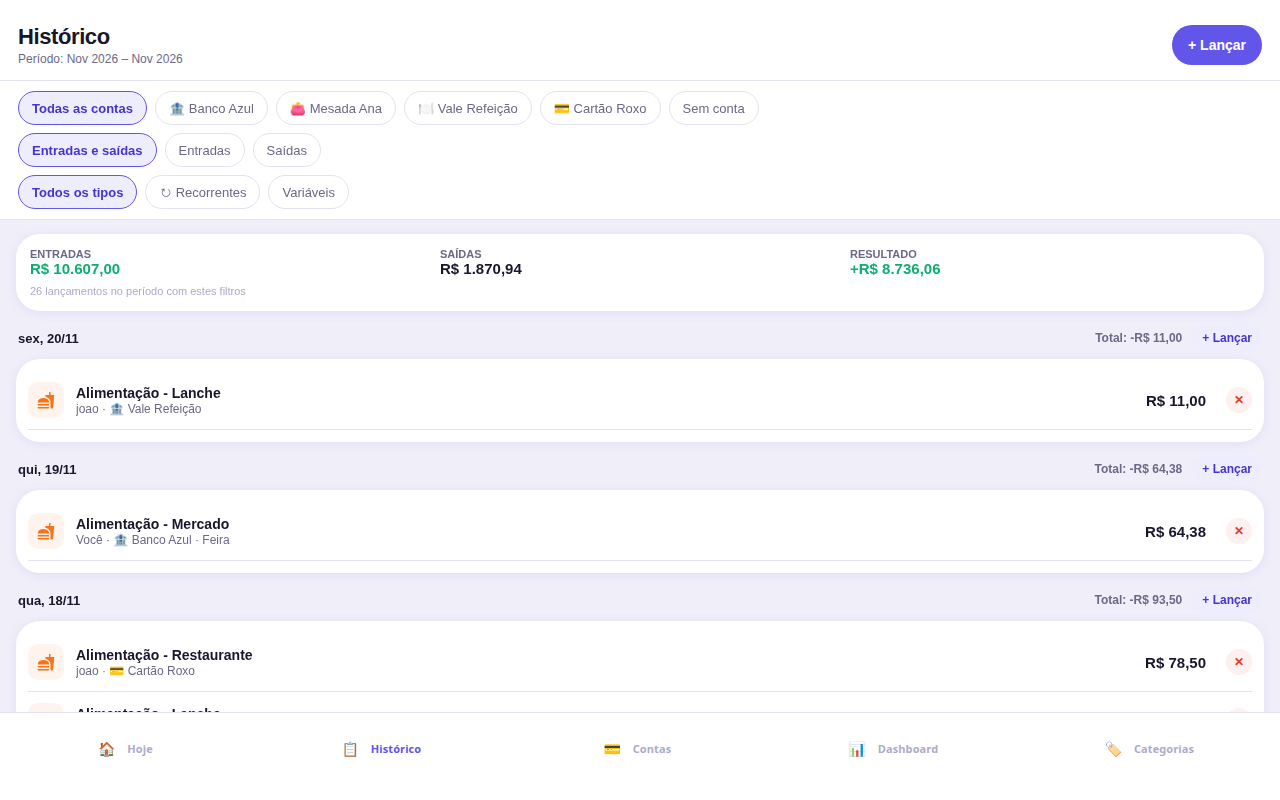 Histórico
Período: Nov 2026 – Nov 2026
+ Lançar
Todas as contas
Banco Azul
Mesada Ana
Vale Refeição
Cartão Roxo
Sem conta
Entradas e saídas
Entradas
Saídas
Todos os tipos
↻ Recorrentes
Variáveis
ENTRADAS
R$ 10.607,00
SAÍDAS
R$ 1.870,94
RESULTADO
+R$ 8.736,06
26 lançamentos no período com estes filtros
sex, 20/11
Total: -R$ 11,00
+ Lançar
Alimentação - Lanche
joao · Vale Refeição
R$ 11,00
✕
qui, 19/11
Total: -R$ 64,38
+ Lançar
Alimentação - Mercado
Você · Banco Azul · Feira
R$ 64,38
✕
qua, 18/11
Total: -R$ 93,50
+ Lançar
Alimentação - Restaurante
joao · Cartão Roxo
R$ 78,50
✕
Alimentação - Lanche
Hoje
Histórico
Contas
Dashboard
Categorias